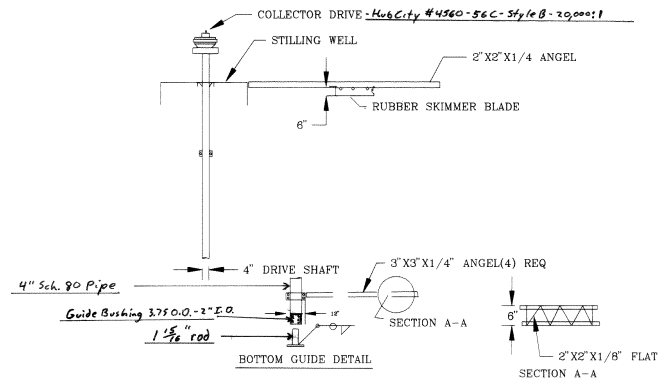 COLLECTOR DRIVE - Hub City #4560-56C-Style B-20,000:1
STILLING WELL
2"X2"X1/4 ANGEL
RUBBER SKIMMER BLADE
6"
4" DRIVE SHAFT
3"X3"X1/4" ANGEL(4) REQ
4" Sch. 80 Pipe
Guide Bushing 3.75 O.D.-2" I.D.
18"
SECTION A-A
6"
1 15/16" rod
BOTTOM GUIDE DETAIL
2"X2"X1/8" FLAT
SECTION A-A